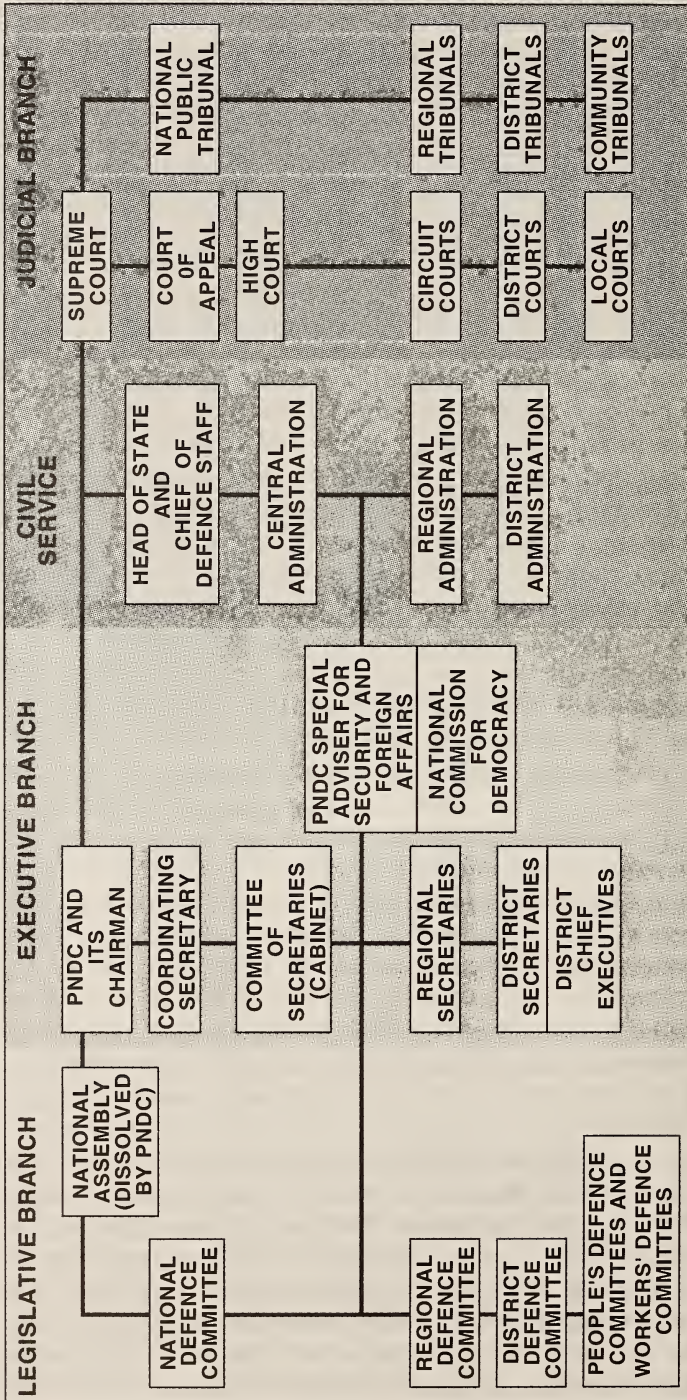 LEGISLATIVE BRANCH
NATIONAL
ASSEMBLY
(DISSOLVED
BY PNDC)
NATIONAL
DEFENCE
COMMITTEE
REGIONAL
DEFENCE
COMMITTEE
DISTRICT
DEFENCE
COMMITTEE
PEOPLE'S DEFENCE
COMMITTEES AND
WORKERS' DEFENCE
COMMITTEES
EXECUTIVE BRANCH
PNDC AND
ITS
CHAIRMAN
COORDINATING
SECRETARY
COMMITTEE
OF
SECRETARIES
(CABINET)
REGIONAL
SECRETARIES
DISTRICT
SECRETARIES
DISTRICT
CHIEF
EXECUTIVES
PNDC SPECIAL
ADVISER FOR
SECURITY AND
FOREIGN
AFFAIRS
NATIONAL
COMMISSION
FOR
DEMOCRACY
CIVIL
SERVICE
HEAD OF STATE
AND
CHIEF OF
DEFENCE STAFF
CENTRAL
ADMINISTRATION
REGIONAL
ADMINISTRATION
DISTRICT
ADMINISTRATION
JUDICIAL BRANCH
SUPREME
COURT
COURT
OF
APPEAL
HIGH
COURT
CIRCUIT
COURTS
DISTRICT
COURTS
LOCAL
COURTS
NATIONAL
PUBLIC
TRIBUNAL
REGIONAL
TRIBUNALS
DISTRICT
TRIBUNALS
COMMUNITY
TRIBUNALS